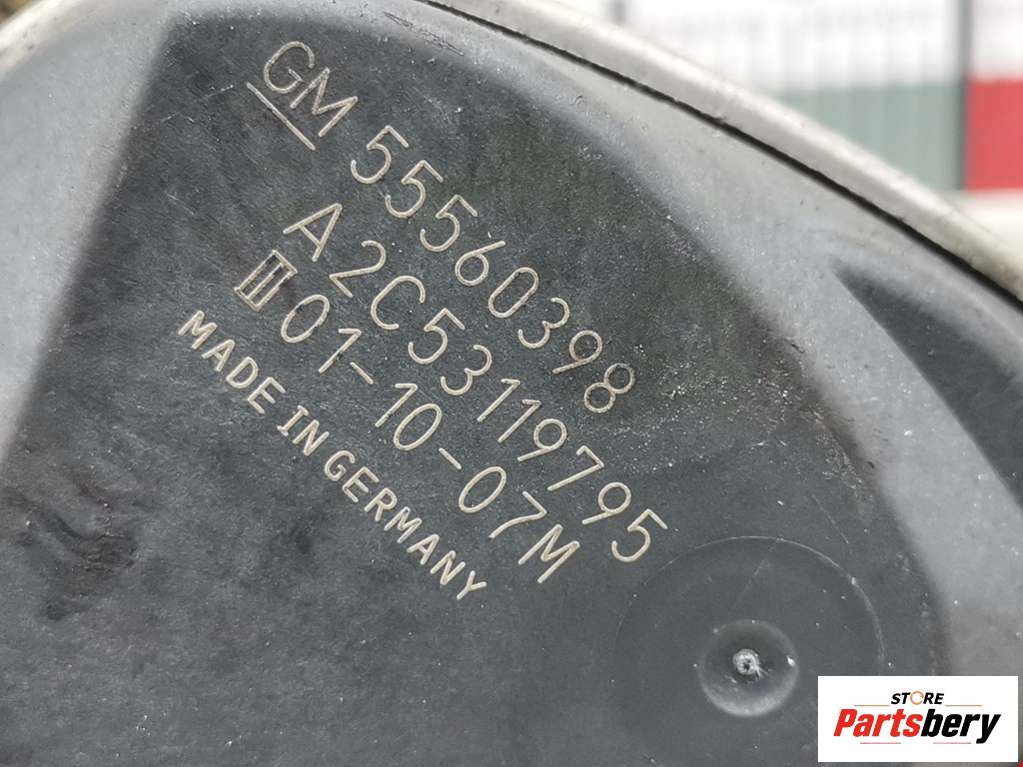 GM 55560398
A2C53119795
01-10-07M
MADE IN GERMANY
STORE
Partsbery